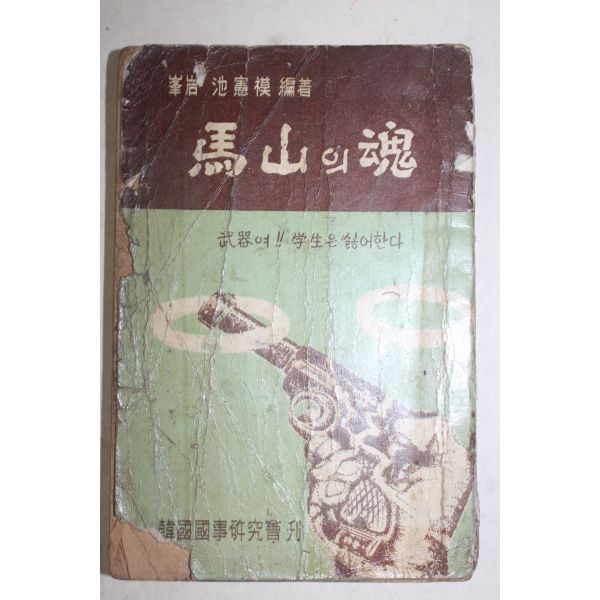 峯岩 池憲模 編著
馬山의 魂
武器여!! 学生은 싫어한다
韓國國事硏究會 刊